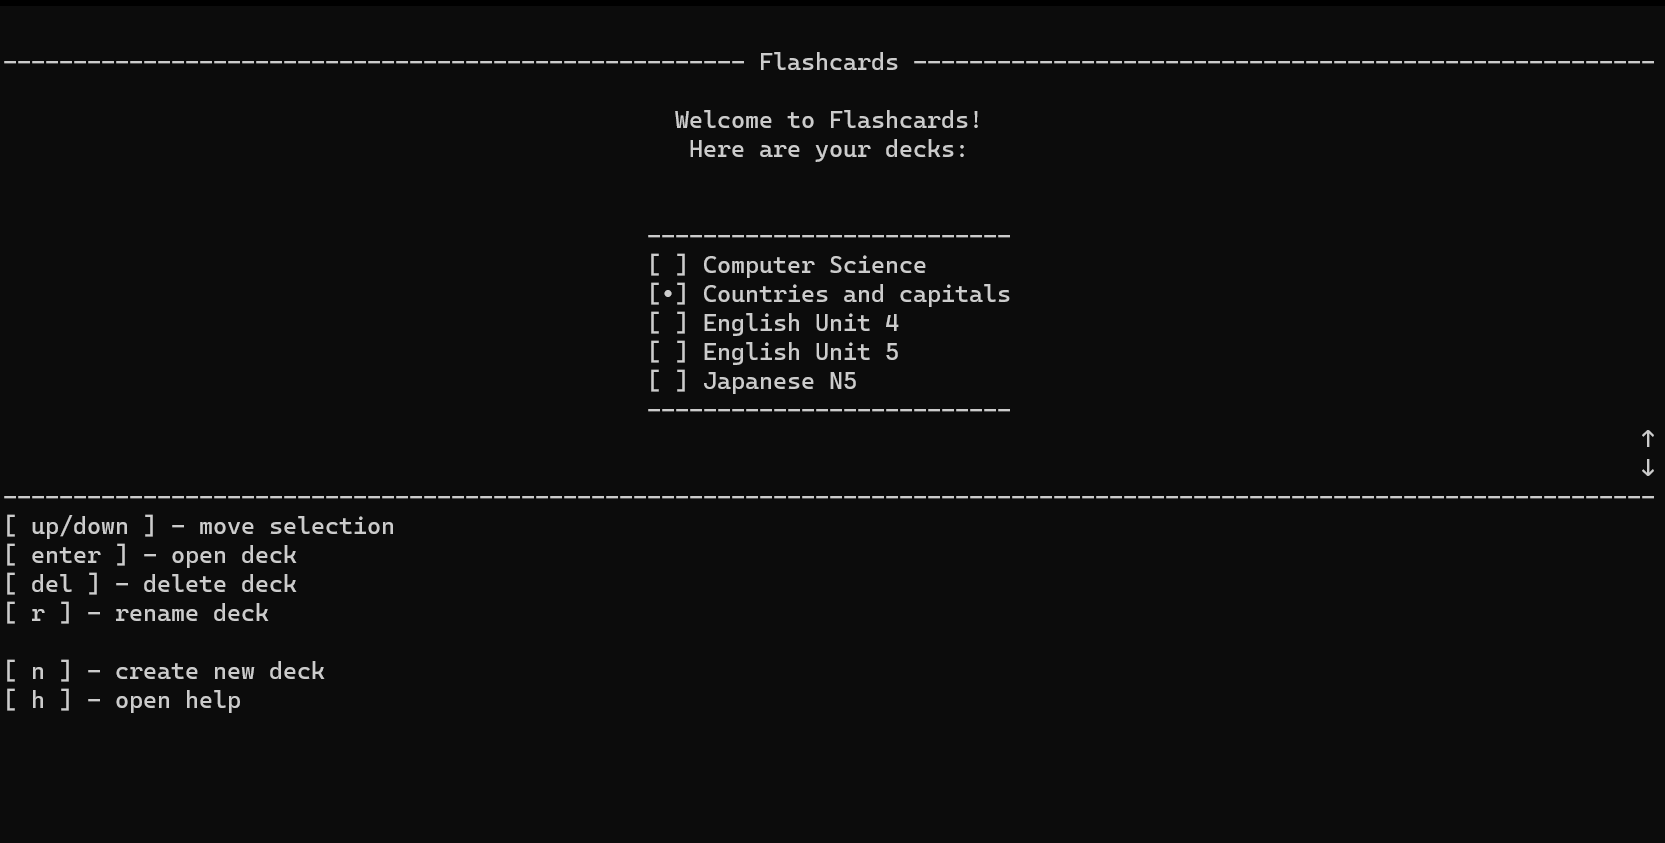 ----------------------------------------------------- Flashcards -----------------------------------------------------
Welcome to Flashcards!
Here are your decks:
--------------------------
[ ] Computer Science
[•] Countries and capitals
[ ] English Unit 4
[ ] English Unit 5
[ ] Japanese N5
--------------------------
↑
↓
----------------------------------------------------------------------------------------------------------------------
[ up/down ] - move selection
[ enter ] - open deck
[ del ] - delete deck
[ r ] - rename deck
[ n ] - create new deck
[ h ] - open help